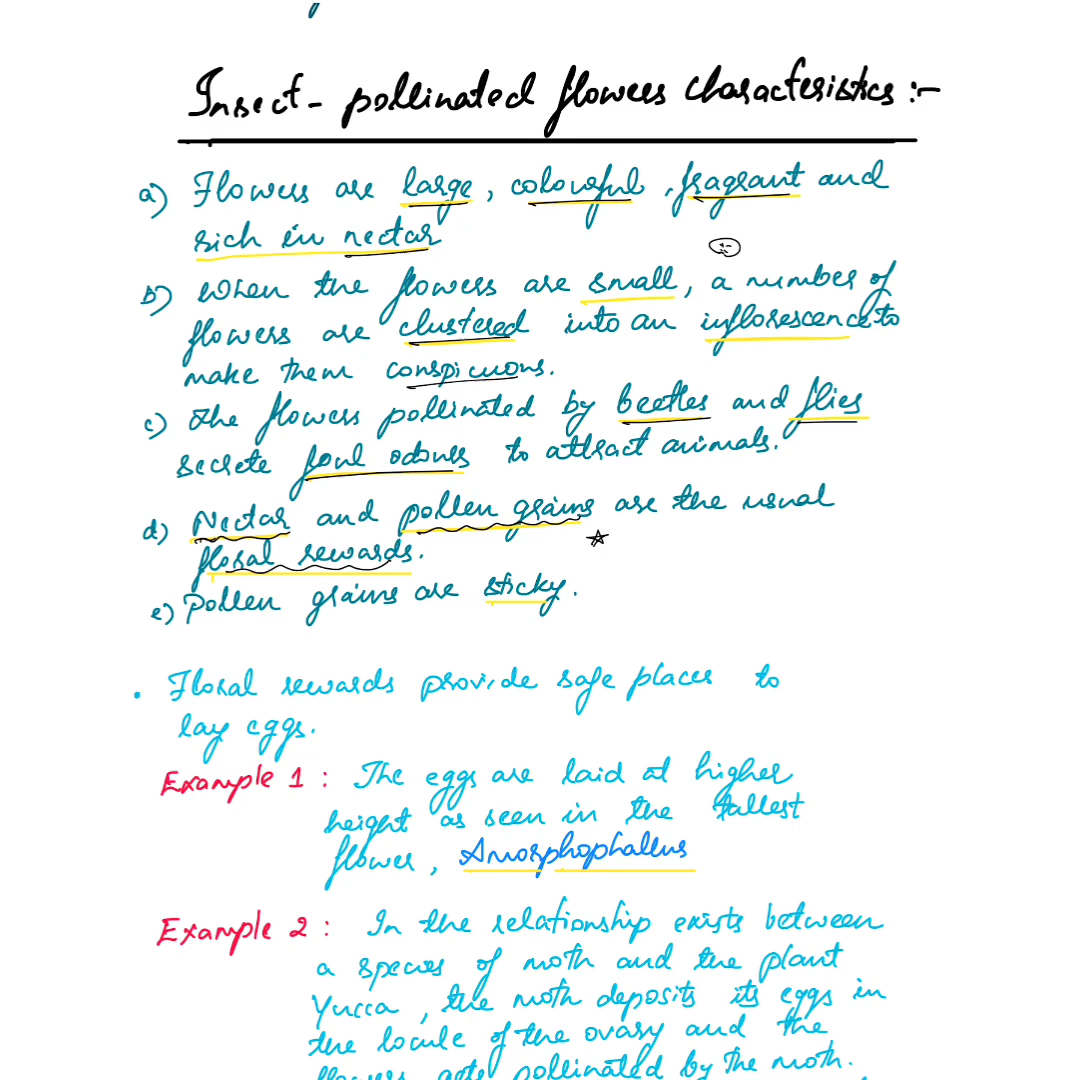 Insect- pollinated flowers characteristics :-
a) Flowers are large, colourful, fragrant and
rich in nectar
b) When the flowers are small, a number of
flowers are clustered into an inflorescence to
make them conspicuous.
c) The flowers pollinated by beetles and flies
secrete foul odours to attract animals.
d) Nectar and pollen grains are the usual
floral rewards.
e) Pollen grains are sticky.
. Floral rewards provide safe places to
lay eggs.
Example 1 : The eggs are laid at higher
height as seen in the tallest
flower, Amorphophallus
Example 2 : In the relationship exists between
a species of moth and the plant
Yucca, the moth deposits its eggs in
the locule of the ovary and the
flowers gets pollinated by the moth.